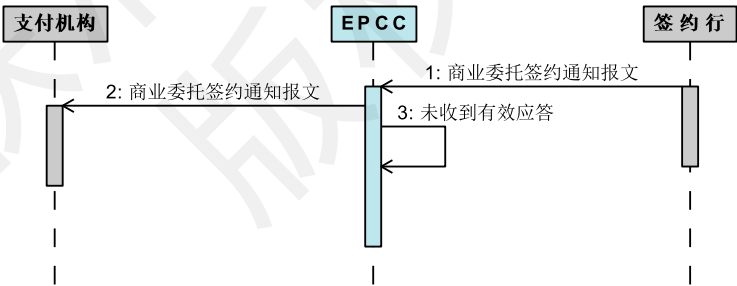 支付机构
EPCC
签约行
1: 商业委托签约通知报文
2: 商业委托签约通知报文
3: 未收到有效应答